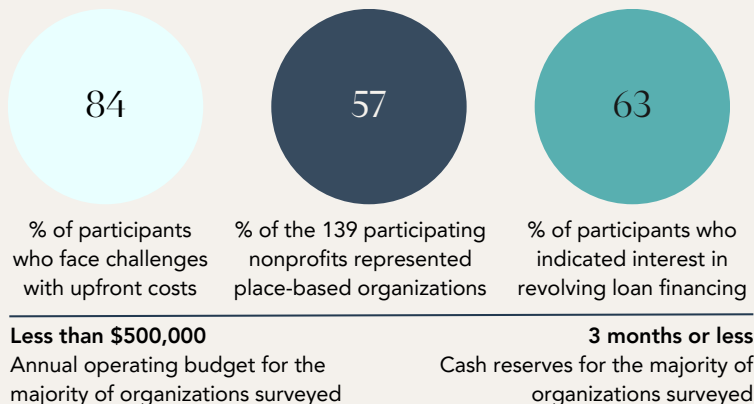 84
57
63
% of participants
who face challenges
with upfront costs
% of the 139 participating
nonprofits represented
place-based organizations
% of participants who
indicated interest in
revolving loan financing
Less than $500,000
Annual operating budget for the
majority of organizations surveyed
3 months or less
Cash reserves for the majority of
organizations surveyed